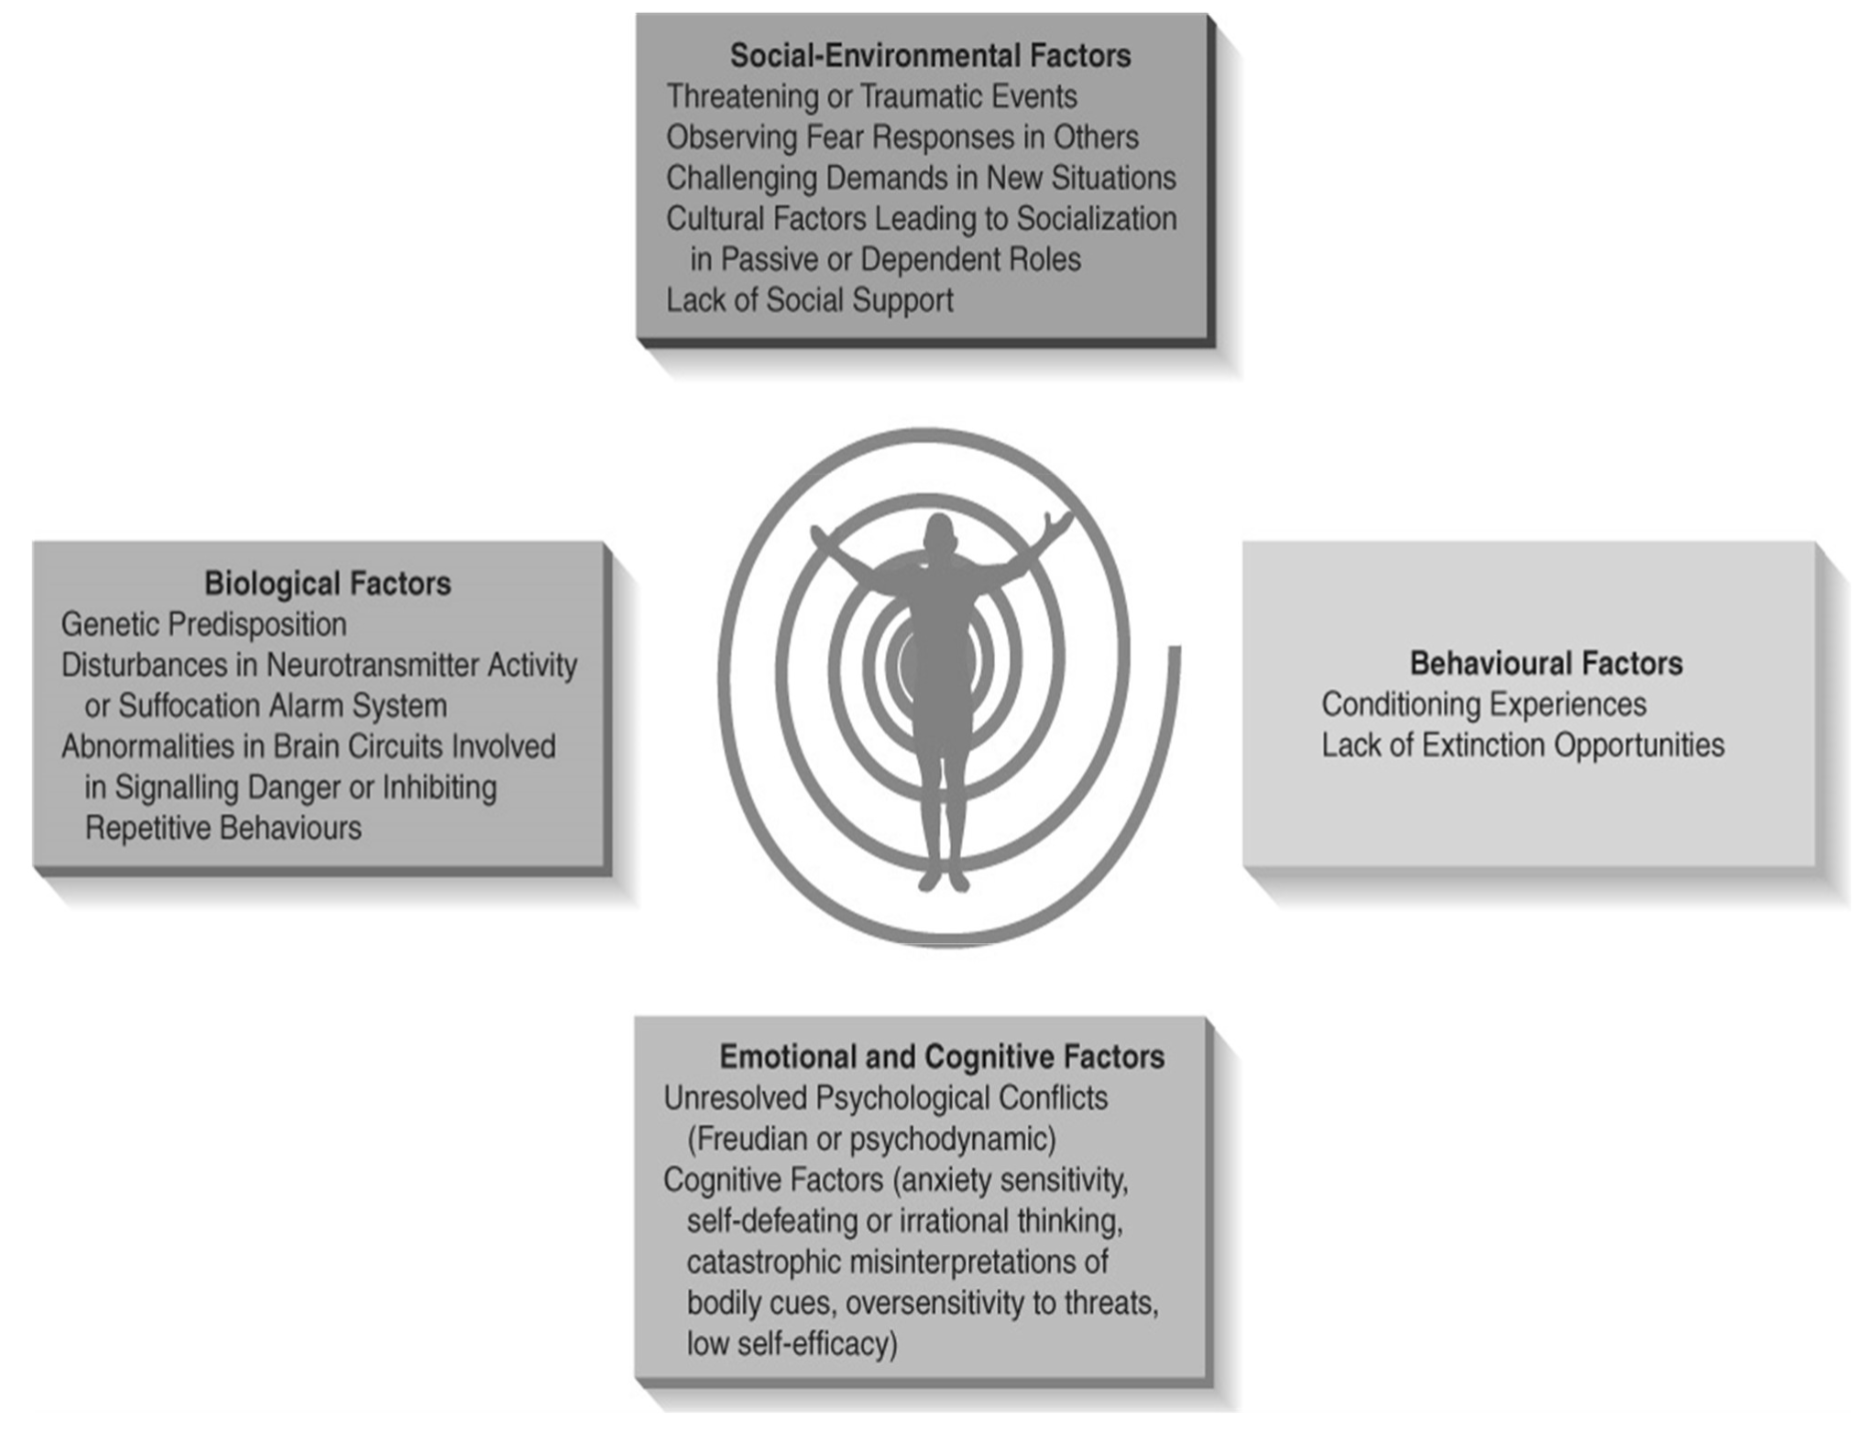 Social-Environmental Factors
Threatening or Traumatic Events
Observing Fear Responses in Others
Challenging Demands in New Situations
Cultural Factors Leading to Socialization
in Passive or Dependent Roles
Lack of Social Support
Biological Factors
Genetic Predisposition
Disturbances in Neurotransmitter Activity
or Suffocation Alarm System
Abnormalities in Brain Circuits Involved
in Signalling Danger or Inhibiting
Repetitive Behaviours
Behavioural Factors
Conditioning Experiences
Lack of Extinction Opportunities
Emotional and Cognitive Factors
Unresolved Psychological Conflicts
(Freudian or psychodynamic)
Cognitive Factors (anxiety sensitivity,
self-defeating or irrational thinking,
catastrophic misinterpretations of
bodily cues, oversensitivity to threats,
low self-efficacy)